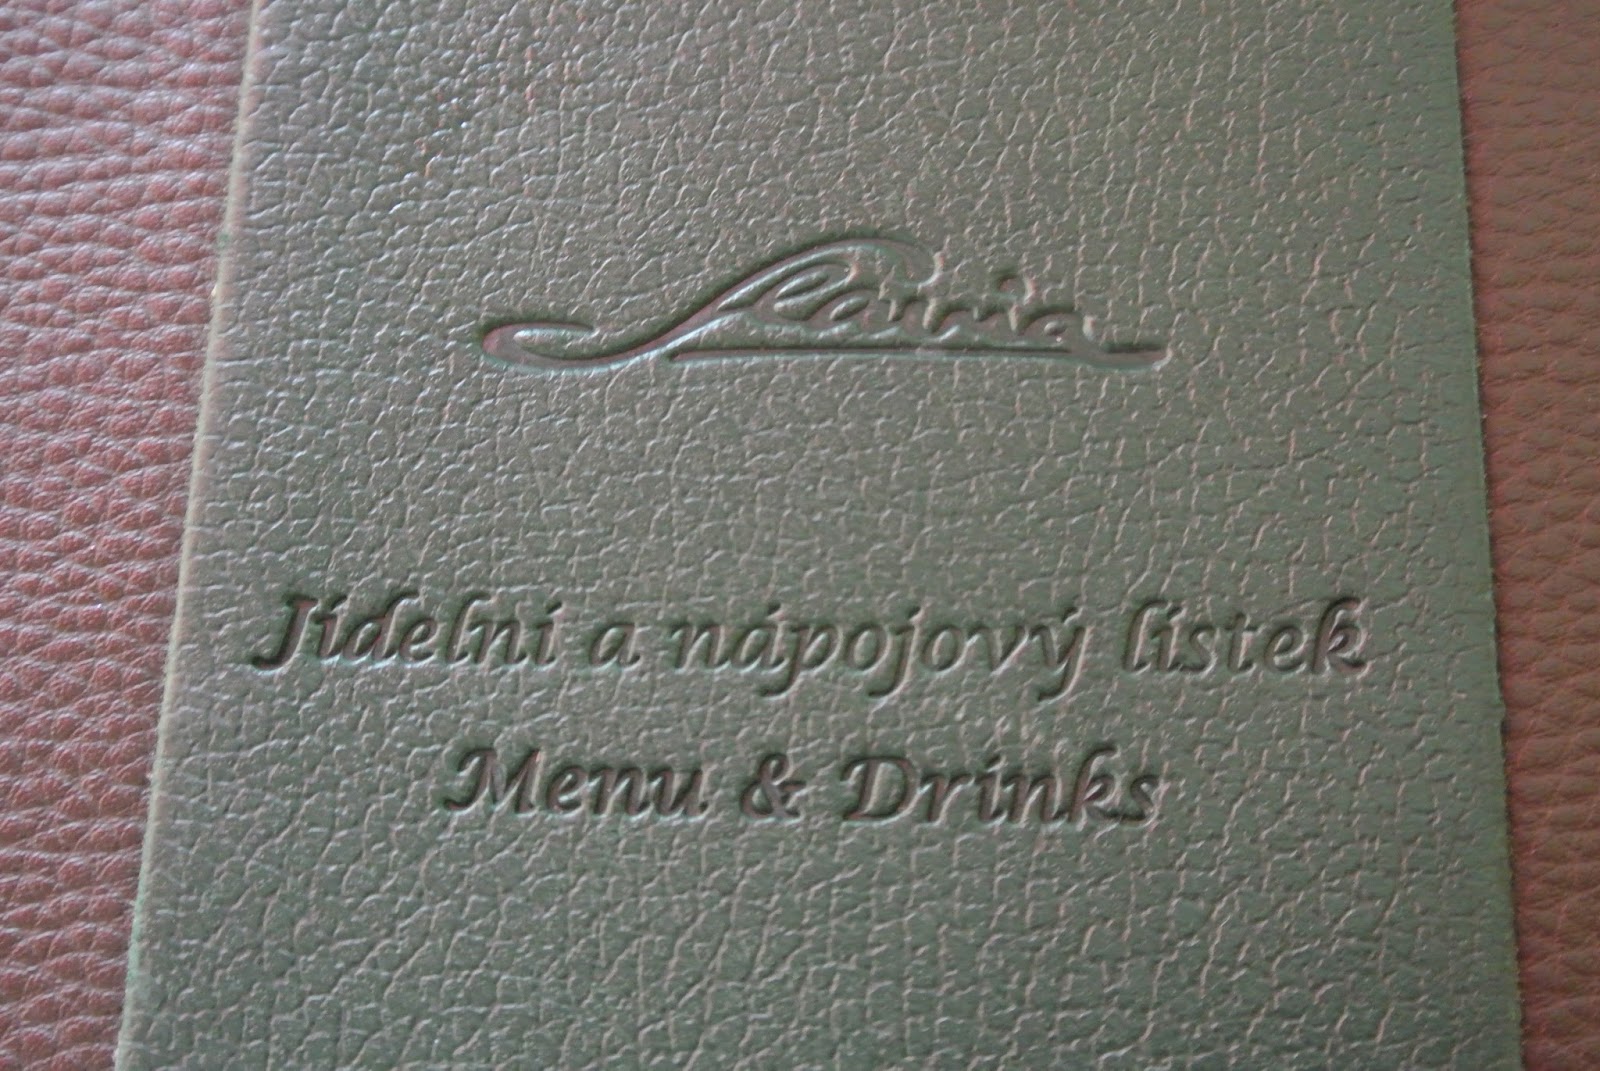 Slavia
Jídelní a nápojový lístek
Menu & Drinks